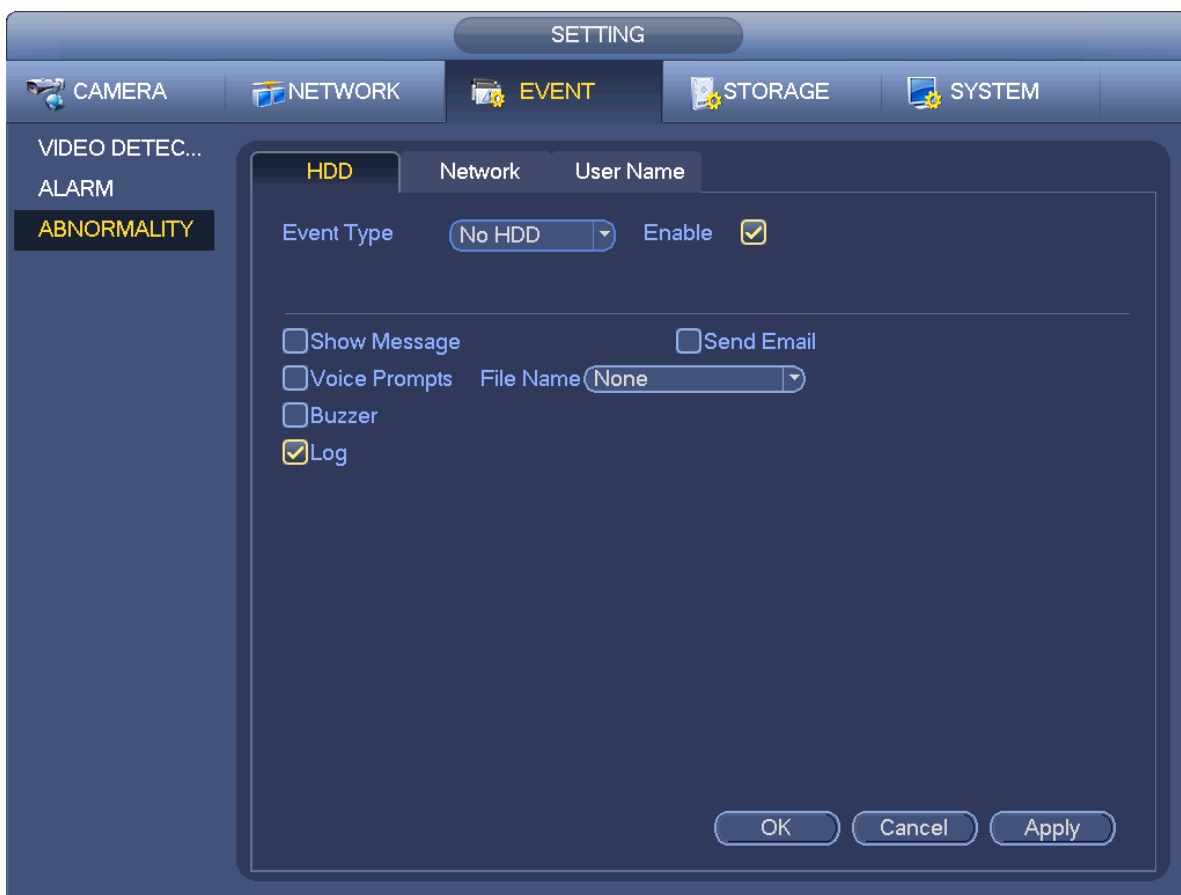 SETTING
CAMERA NETWORK EVENT STORAGE SYSTEM
VIDEO DETEC...
ALARM
ABNORMALITY
HDD Network User Name
Event Type No HDD Enable
Show Message Send Email
Voice Prompts File Name None
Buzzer
Log
OK Cancel Apply